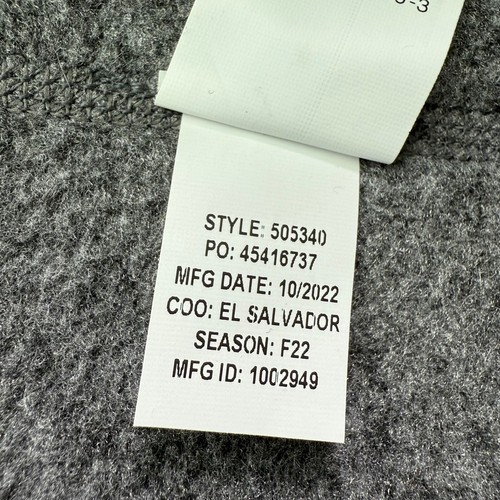 STYLE: 505340
PO: 45416737
MFG DATE: 10/2022
COO: EL SALVADOR
SEASON: F22
MFG ID: 1002949